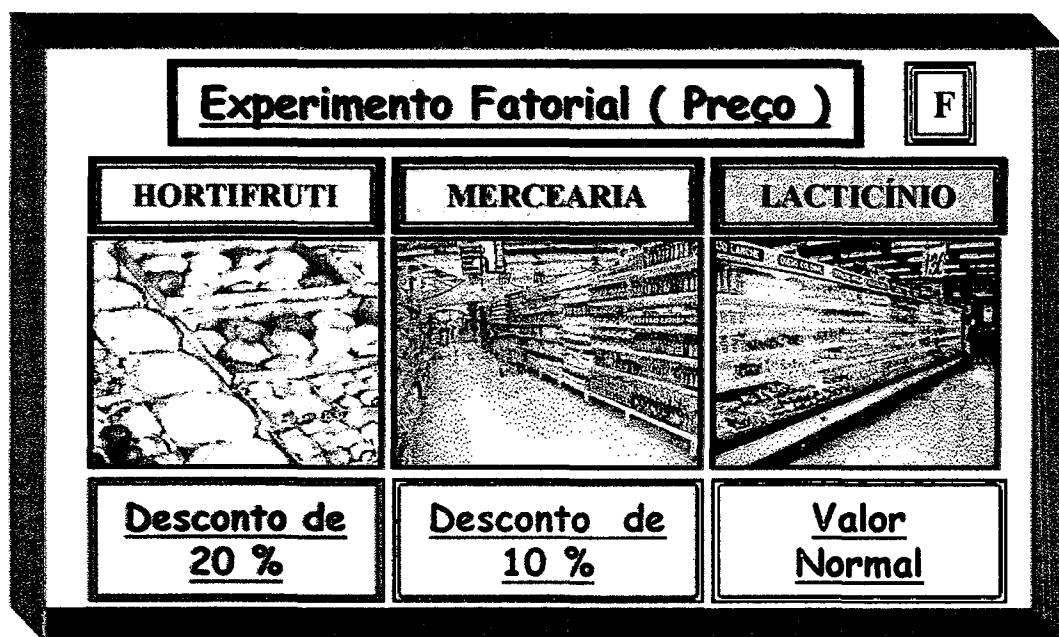 Experimento Fatorial ( Preço )
F
HORTIFRUTI
MERCEARIA
LACTICÍNIO
Desconto de
20 %
Desconto de
10 %
Valor
Normal